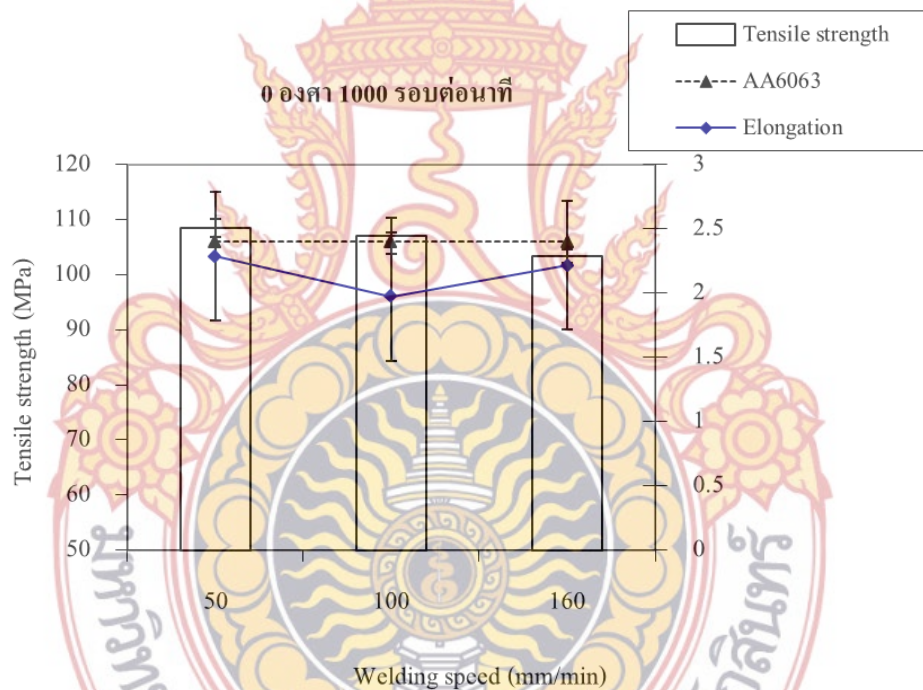 Tensile strength
AA6063
Elongation
0 องศา 1000 รอบต่อนาที
120
110
100
90
80
70
60
50
3
2.5
2
1.5
1
0.5
0
Tensile strength (MPa)
50 100 160
Welding speed (mm/min)